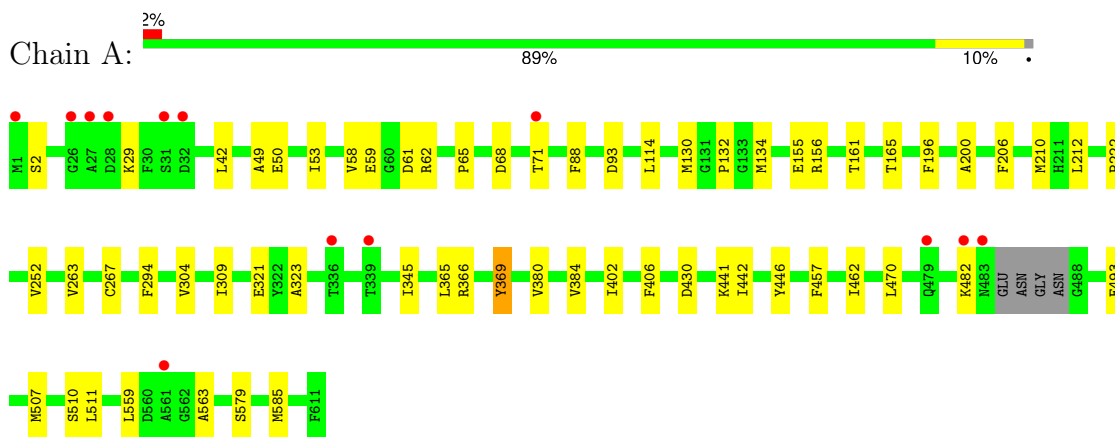 2%
Chain A:
89% 10% •
M1 S2 G26 A27 D28 K29 F30 S31 D32 L42 A49 E50 I53 V58 E59 G60 D61 R62 P65 D68 T71 F88 D93 L114 M130 G131 P132 G133 M134 E155 R156 T161 T165 F196 A200 F206 M210 H211 L212
V252 V263 C267 F294 V304 I309 E321 Y322 A323 T336 T339 I345 L365 R366 Y369 V380 V384 I402 F406 D430 K441 I442 Y446 F457 I462 L470 Q479 K482 N483 GLU ASN GLY ASN G488
M507 S510 L511 L559 D560 A561 G562 A563 S579 M585 F611